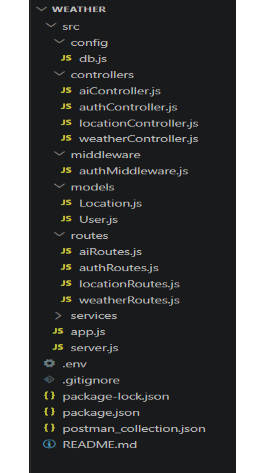 WEATHER
src
config
JS db.js
controllers
JS aiController.js
JS authController.js
JS locationController.js
JS weatherController.js
middleware
JS authMiddleware.js
models
JS Location.js
JS User.js
routes
JS aiRoutes.js
JS authRoutes.js
JS locationRoutes.js
JS weatherRoutes.js
services
JS app.js
JS server.js
.env
.gitignore
{} package-lock.json
{} package.json
{} postman_collection.json
README.md